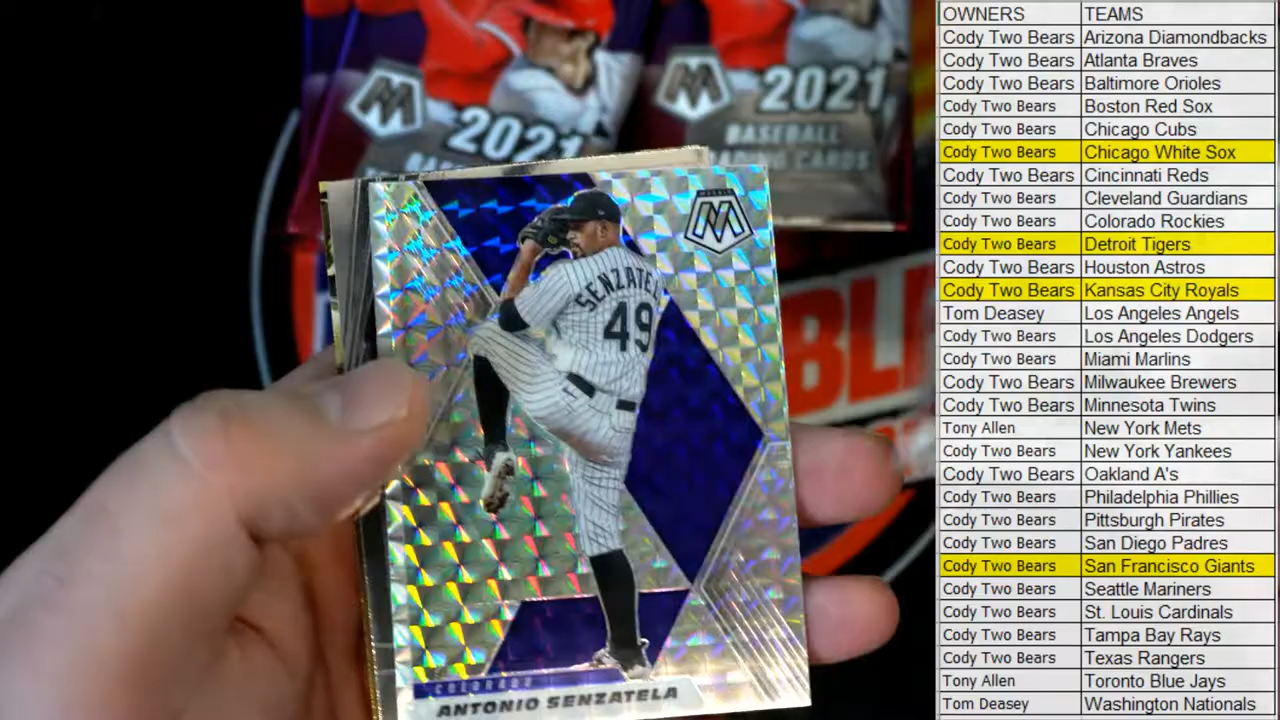 2021
2021
BASEBALL
TRADING CARDS
SENZATEL
49
COLORADO
ANTONIO SENZATELA
OWNERS TEAMS
Cody Two Bears Arizona Diamondbacks
Cody Two Bears Atlanta Braves
Cody Two Bears Baltimore Orioles
Cody Two Bears Boston Red Sox
Cody Two Bears Chicago Cubs
Cody Two Bears Chicago White Sox
Cody Two Bears Cincinnati Reds
Cody Two Bears Cleveland Guardians
Cody Two Bears Colorado Rockies
Cody Two Bears Detroit Tigers
Cody Two Bears Houston Astros
Cody Two Bears Kansas City Royals
Tom Deasey Los Angeles Angels
Cody Two Bears Los Angeles Dodgers
Cody Two Bears Miami Marlins
Cody Two Bears Milwaukee Brewers
Cody Two Bears Minnesota Twins
Tony Allen New York Mets
Cody Two Bears New York Yankees
Cody Two Bears Oakland A's
Cody Two Bears Philadelphia Phillies
Cody Two Bears Pittsburgh Pirates
Cody Two Bears San Diego Padres
Cody Two Bears San Francisco Giants
Cody Two Bears Seattle Mariners
Cody Two Bears St. Louis Cardinals
Cody Two Bears Tampa Bay Rays
Cody Two Bears Texas Rangers
Tony Allen Toronto Blue Jays
Tom Deasey Washington Nationals